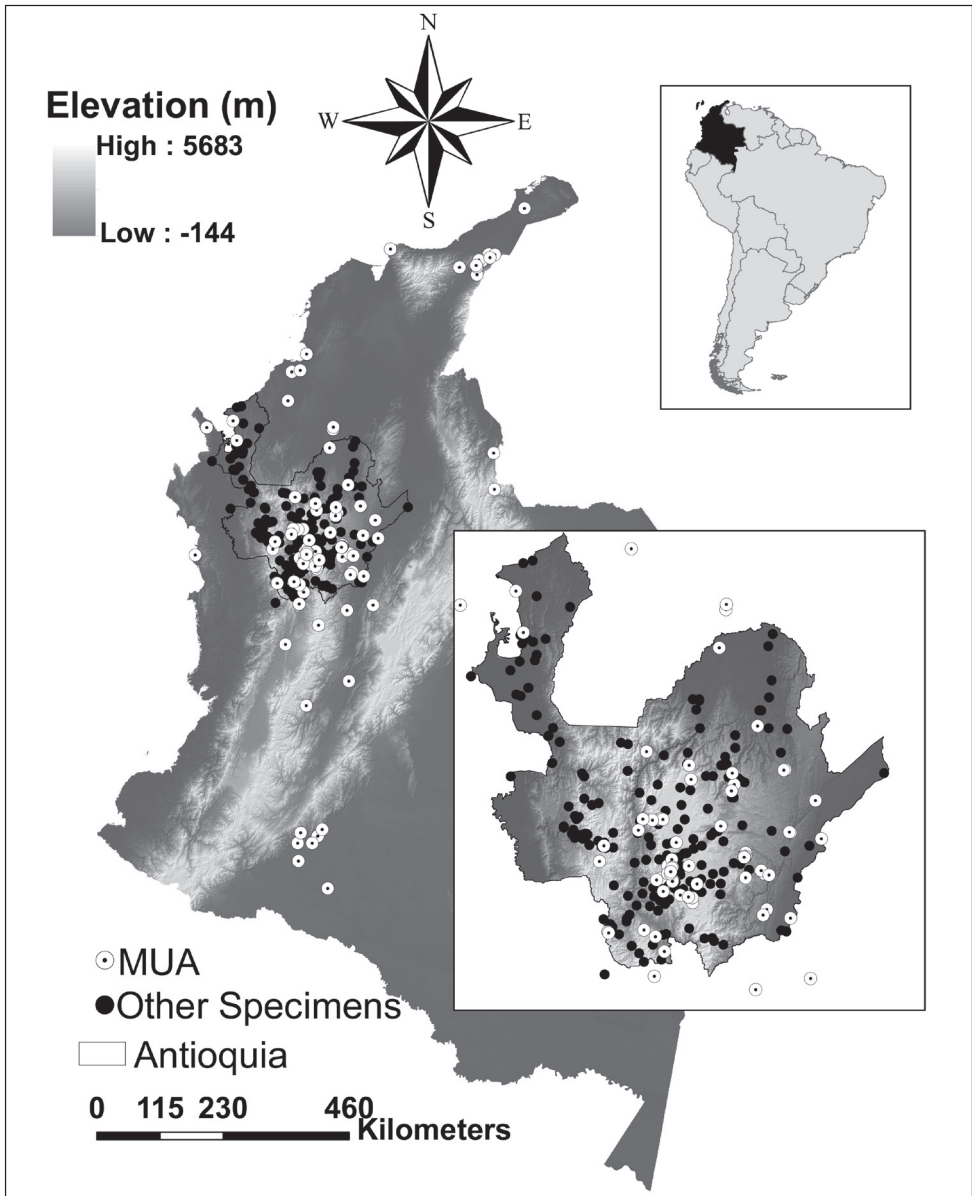 N
Elevation (m)
High : 5683
W E
Low : -144
S
MUA
Other Specimens
Antioquia
0 115 230 460
Kilometers